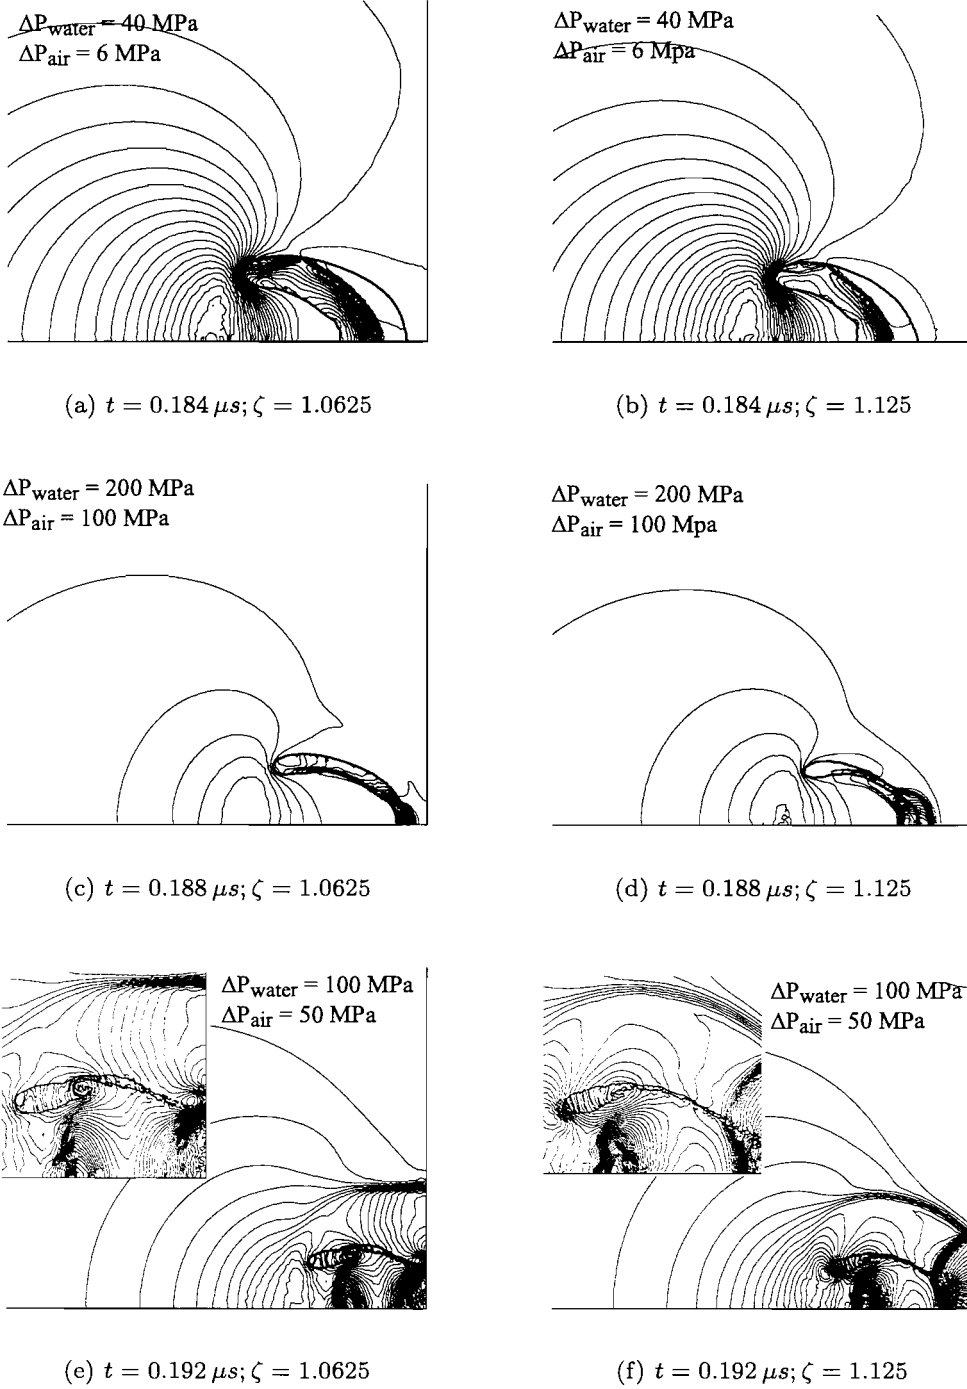 ΔPwater = 40 MPa
ΔPair = 6 MPa
ΔPwater = 40 MPa
ΔPair = 6 Mpa
(a) t = 0.184 μs; ζ = 1.0625
(b) t = 0.184 μs; ζ = 1.125
ΔPwater = 200 MPa
ΔPair = 100 MPa
ΔPwater = 200 MPa
ΔPair = 100 Mpa
(c) t = 0.188 μs; ζ = 1.0625
(d) t = 0.188 μs; ζ = 1.125
ΔPwater = 100 MPa
ΔPair = 50 MPa
ΔPwater = 100 MPa
ΔPair = 50 MPa
(e) t = 0.192 μs; ζ = 1.0625
(f) t = 0.192 μs; ζ = 1.125